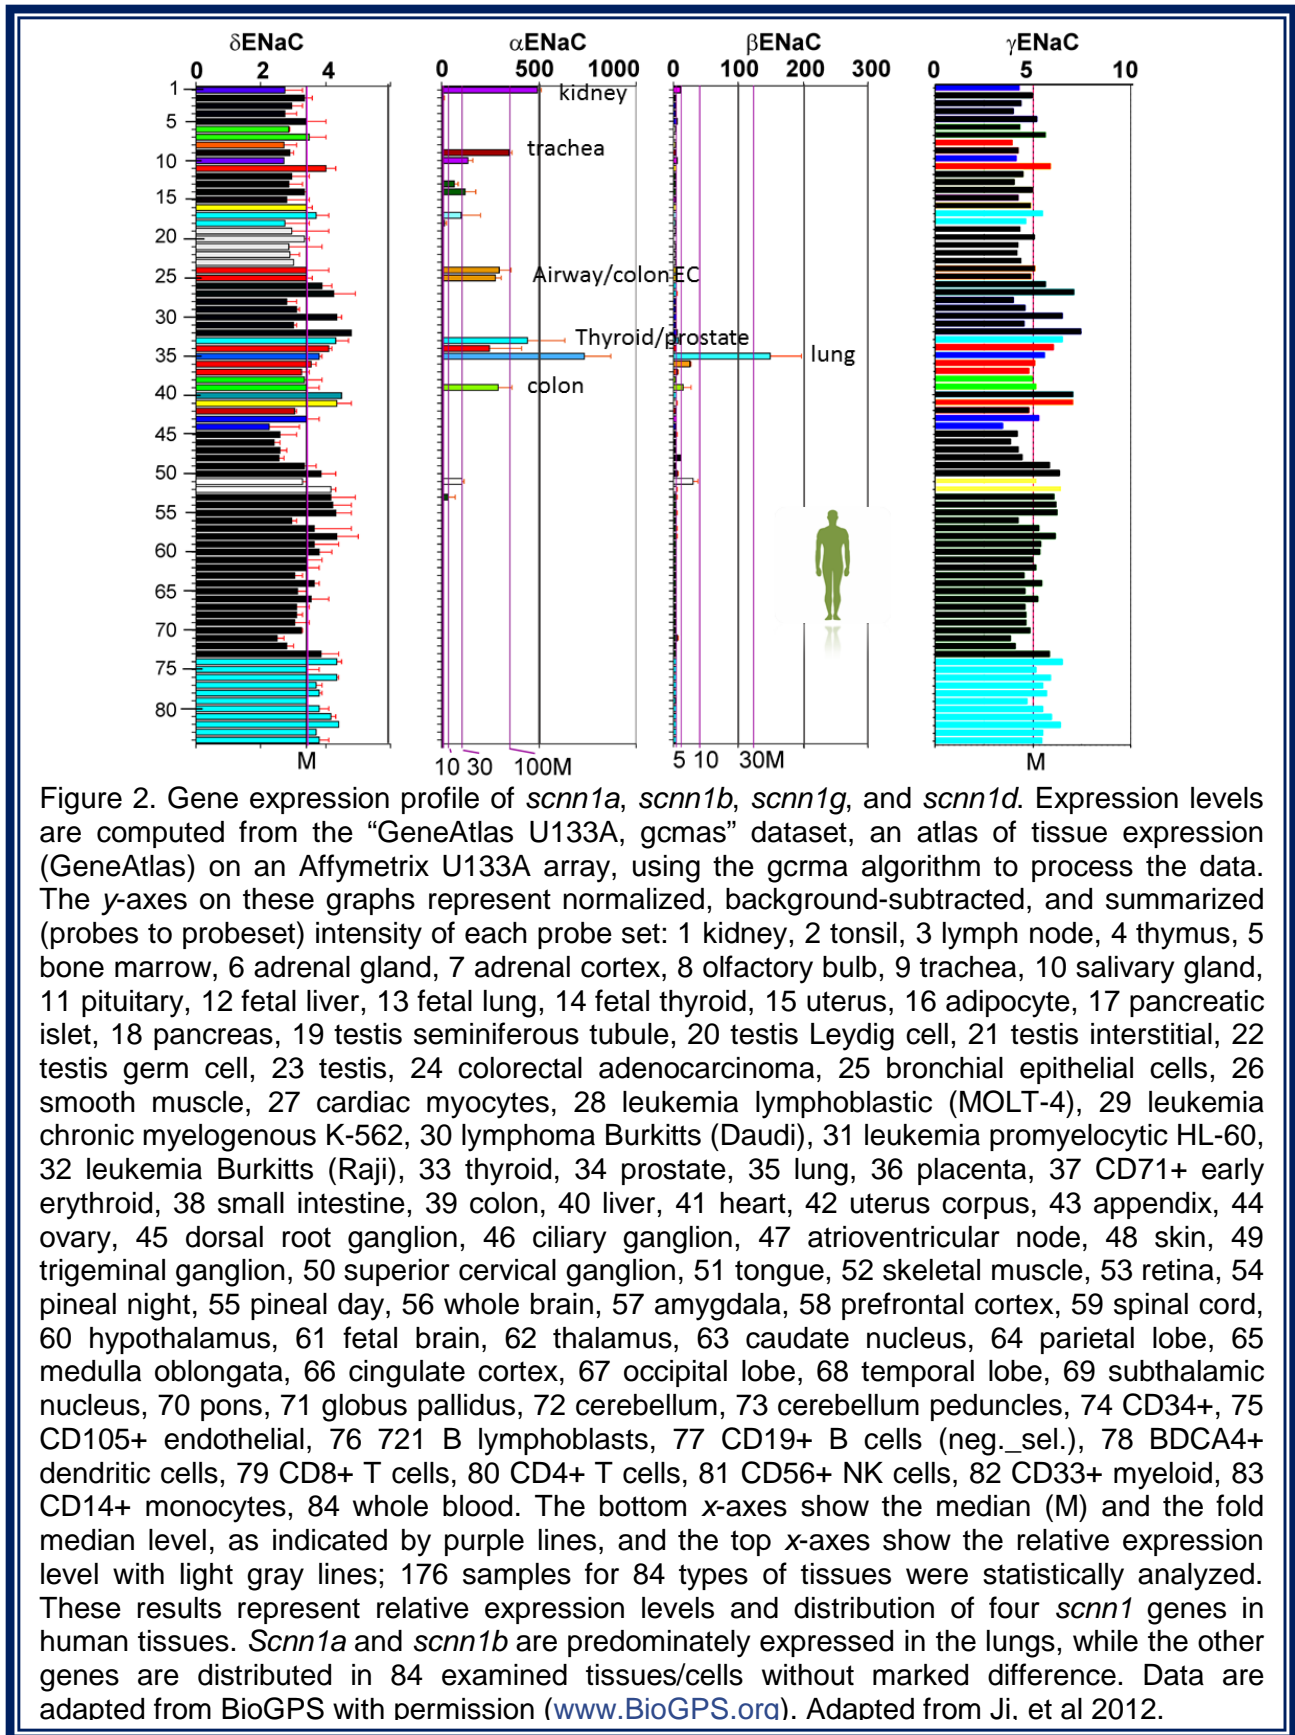 δENaC αENaC βENaC γENaC
0 2 4 0 500 1000 0 100 200 300 0 5 10
1
kidney
5
trachea
10
15
20
Airway/colon EC
25
30
Thyroid/prostate
lung
35
colon
40
45
50
55
60
65
70
75
80
M 10 30 100M 5 10 30M M
Figure 2. Gene expression profile of scnn1a, scnn1b, scnn1g, and scnn1d. Expression levels
are computed from the “GeneAtlas U133A, gcmas” dataset, an atlas of tissue expression
(GeneAtlas) on an Affymetrix U133A array, using the gcrma algorithm to process the data.
The y-axes on these graphs represent normalized, background-subtracted, and summarized
(probes to probeset) intensity of each probe set: 1 kidney, 2 tonsil, 3 lymph node, 4 thymus, 5
bone marrow, 6 adrenal gland, 7 adrenal cortex, 8 olfactory bulb, 9 trachea, 10 salivary gland,
11 pituitary, 12 fetal liver, 13 fetal lung, 14 fetal thyroid, 15 uterus, 16 adipocyte, 17 pancreatic
islet, 18 pancreas, 19 testis seminiferous tubule, 20 testis Leydig cell, 21 testis interstitial, 22
testis germ cell, 23 testis, 24 colorectal adenocarcinoma, 25 bronchial epithelial cells, 26
smooth muscle, 27 cardiac myocytes, 28 leukemia lymphoblastic (MOLT-4), 29 leukemia
chronic myelogenous K-562, 30 lymphoma Burkitts (Daudi), 31 leukemia promyelocytic HL-60,
32 leukemia Burkitts (Raji), 33 thyroid, 34 prostate, 35 lung, 36 placenta, 37 CD71+ early
erythroid, 38 small intestine, 39 colon, 40 liver, 41 heart, 42 uterus corpus, 43 appendix, 44
ovary, 45 dorsal root ganglion, 46 ciliary ganglion, 47 atrioventricular node, 48 skin, 49
trigeminal ganglion, 50 superior cervical ganglion, 51 tongue, 52 skeletal muscle, 53 retina, 54
pineal night, 55 pineal day, 56 whole brain, 57 amygdala, 58 prefrontal cortex, 59 spinal cord,
60 hypothalamus, 61 fetal brain, 62 thalamus, 63 caudate nucleus, 64 parietal lobe, 65
medulla oblongata, 66 cingulate cortex, 67 occipital lobe, 68 temporal lobe, 69 subthalamic
nucleus, 70 pons, 71 globus pallidus, 72 cerebellum, 73 cerebellum peduncles, 74 CD34+, 75
CD105+ endothelial, 76 721 B lymphoblasts, 77 CD19+ B cells (neg._sel.), 78 BDCA4+
dendritic cells, 79 CD8+ T cells, 80 CD4+ T cells, 81 CD56+ NK cells, 82 CD33+ myeloid, 83
CD14+ monocytes, 84 whole blood. The bottom x-axes show the median (M) and the fold
median level, as indicated by purple lines, and the top x-axes show the relative expression
level with light gray lines; 176 samples for 84 types of tissues were statistically analyzed.
These results represent relative expression levels and distribution of four scnn1 genes in
human tissues. Scnn1a and scnn1b are predominately expressed in the lungs, while the other
genes are distributed in 84 examined tissues/cells without marked difference. Data are
adapted from BioGPS with permission (www.BioGPS.org). Adapted from Ji, et al 2012.